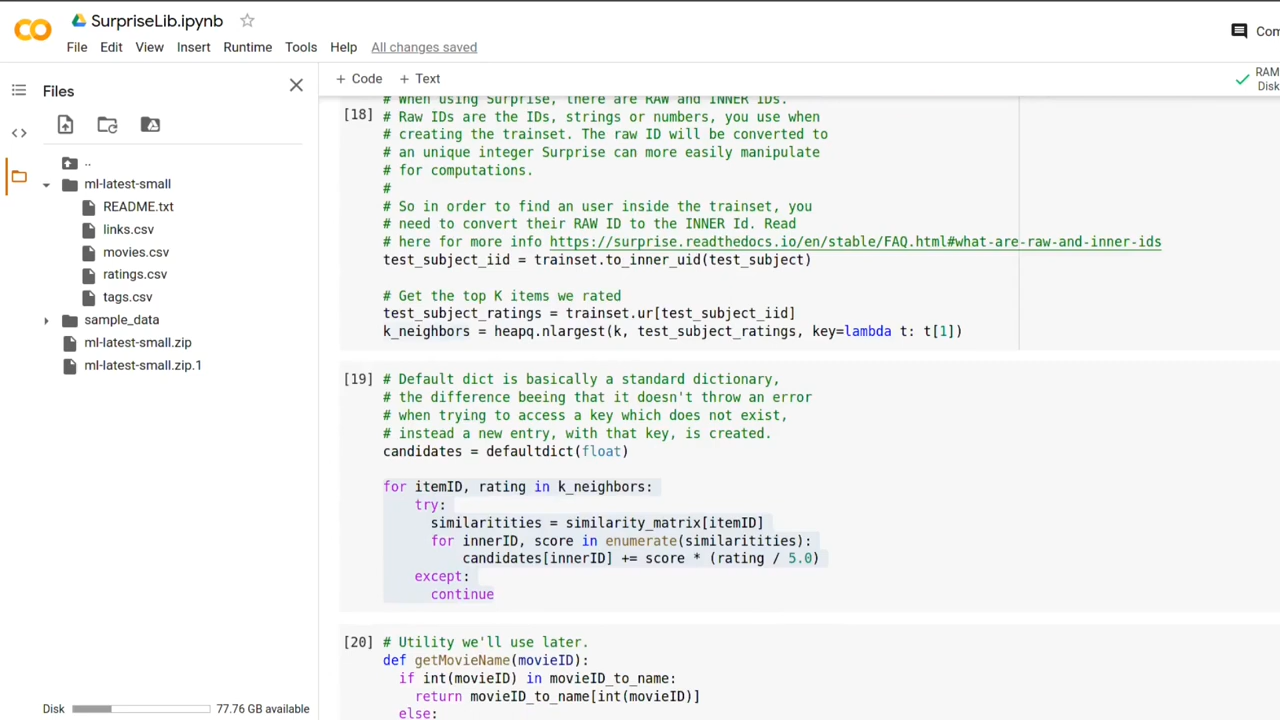 SurpriseLib.ipynb
File Edit View Insert Runtime Tools Help All changes saved
Files
..
ml-latest-small
README.txt
links.csv
movies.csv
ratings.csv
tags.csv
sample_data
ml-latest-small.zip
ml-latest-small.zip.1
Disk 77.76 GB available
+ Code + Text
RAM
Disk
# When using Surprise, there are RAW and INNER IDs.
[18] # Raw IDs are the IDs, strings or numbers, you use when
# creating the trainset. The raw ID will be converted to
# an unique integer Surprise can more easily manipulate
# for computations.
#
# So in order to find an user inside the trainset, you
# need to convert their RAW ID to the INNER Id. Read
# here for more info https://surprise.readthedocs.io/en/stable/FAQ.html#what-are-raw-and-inner-ids
test_subject_iid = trainset.to_inner_uid(test_subject)
# Get the top K items we rated
test_subject_ratings = trainset.ur[test_subject_iid]
k_neighbors = heapq.nlargest(k, test_subject_ratings, key=lambda t: t[1])
[19] # Default dict is basically a standard dictionary,
# the difference beeing that it doesn't throw an error
# when trying to access a key which does not exist,
# instead a new entry, with that key, is created.
candidates = defaultdict(float)
for itemID, rating in k_neighbors:
try:
similaritities = similarity_matrix[itemID]
for innerID, score in enumerate(similaritities):
candidates[innerID] += score * (rating / 5.0)
except:
continue
[20] # Utility we'll use later.
def getMovieName(movieID):
if int(movieID) in movieID_to_name:
return movieID_to_name[int(movieID)]
else: